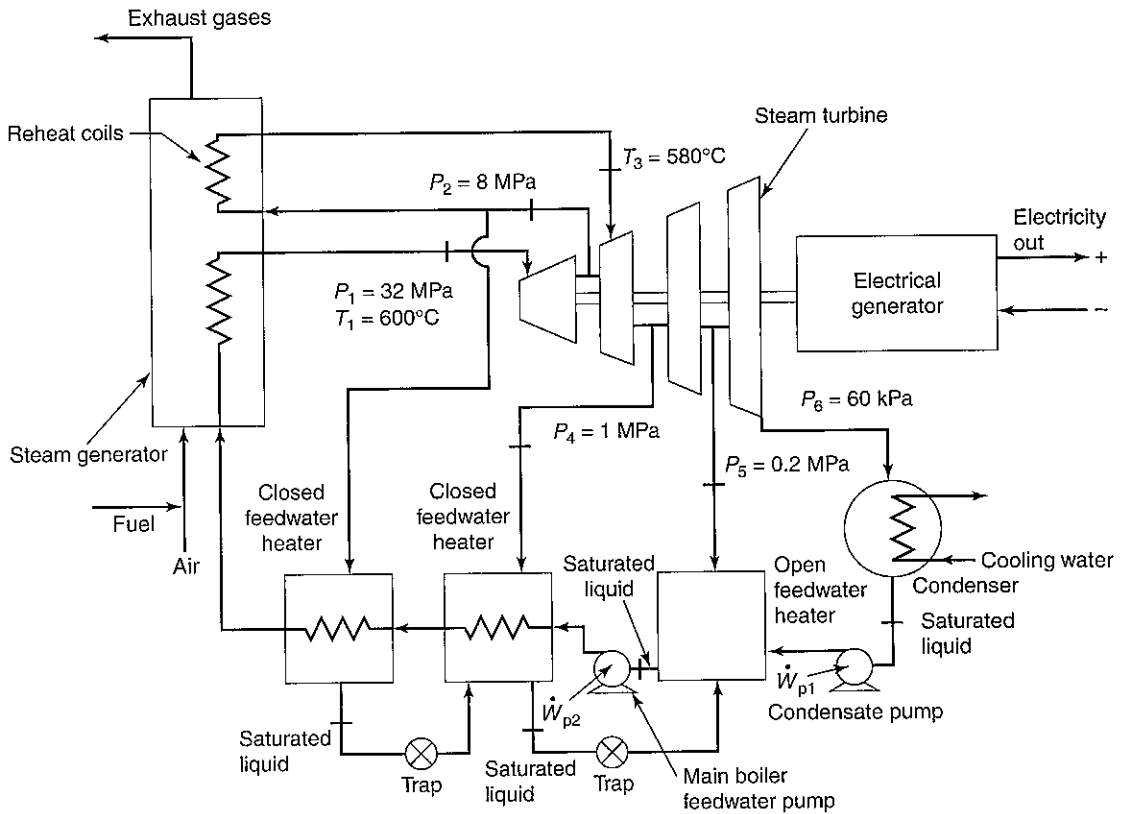 Exhaust gases
Reheat coils
Steam turbine
T3 = 580°C
P2 = 8 MPa
Electricity
out
+
P1 = 32 MPa
T1 = 600°C
Electrical
generator
~
P6 = 60 kPa
Steam generator
P4 = 1 MPa
P5 = 0.2 MPa
Fuel
Air
Closed
feedwater
heater
Closed
feedwater
heater
Saturated
liquid
Open
feedwater
heater
Cooling water
Condenser
Saturated
liquid
Ẇp2
Ẇp1
Condensate pump
Saturated
liquid
Trap
Saturated
liquid
Trap
Main boiler
feedwater pump